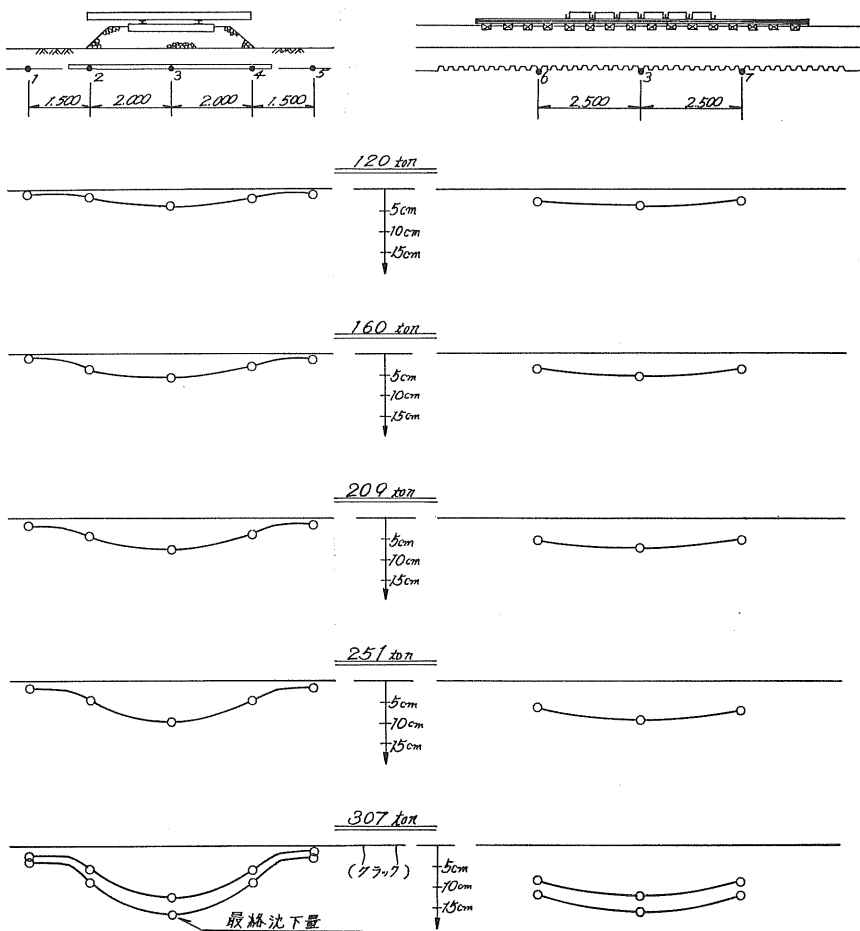 1 2 3 4 5
1.500 2.000 2.000 1.500
6 3 7
2.500 2.500
120 ton
5cm
10cm
15cm
160 ton
5cm
10cm
15cm
209 ton
5cm
10cm
15cm
251 ton
5cm
10cm
15cm
307 ton
(クラック)
5cm
10cm
15cm
最終沈下量